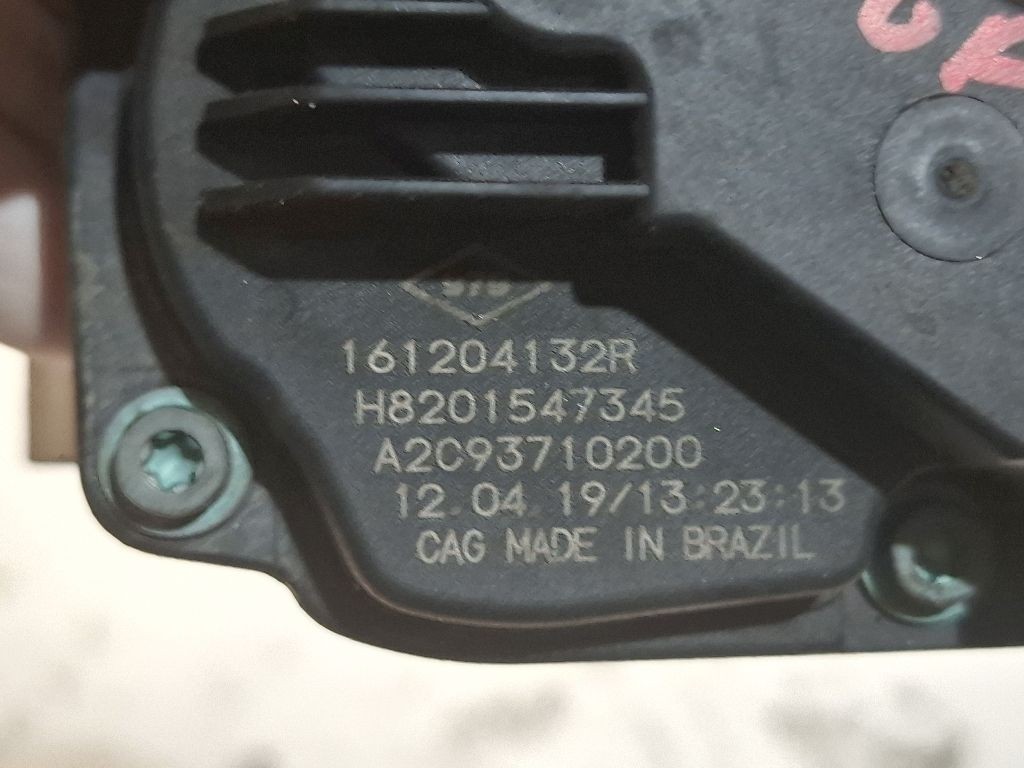 161204132R
H8201547345
A2C93710200
12.04.19/13:23:13
CAG MADE IN BRAZIL